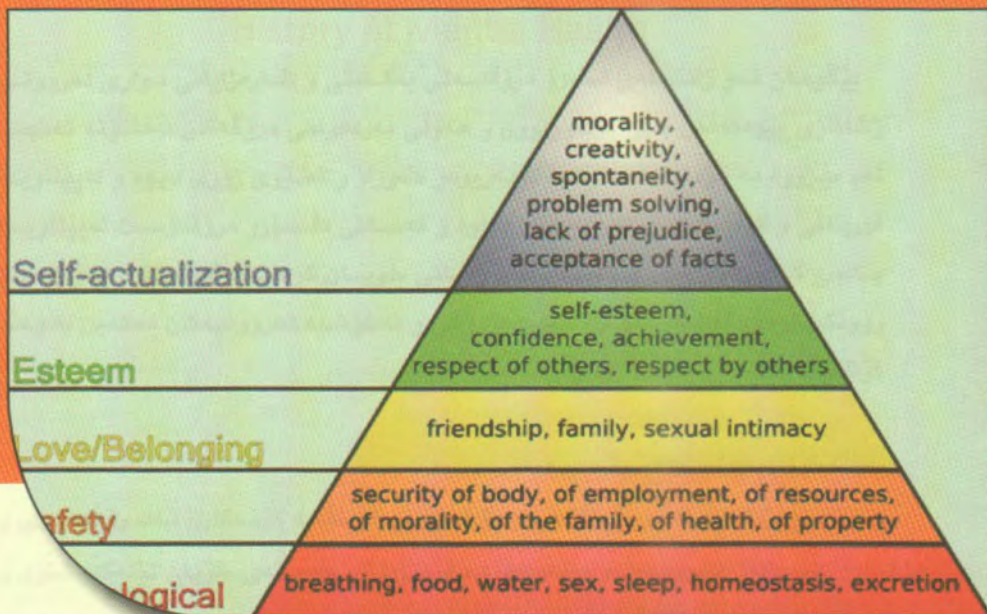 morality,
creativity,
spontaneity,
problem solving,
lack of prejudice,
acceptance of facts
Self-actualization
self-esteem,
confidence, achievement,
respect of others, respect by others
Esteem
friendship, family, sexual intimacy
Love/Belonging
security of body, of employment, of resources,
of morality, of the family, of health, of property
afety
breathing, food, water, sex, sleep, homeostasis, excretion
logical